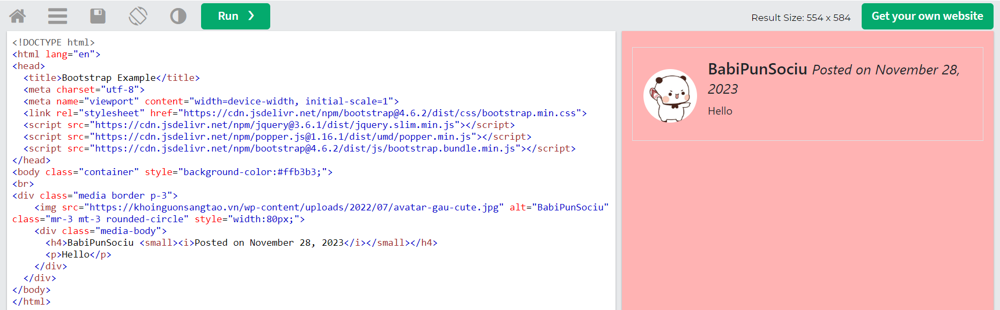 Run ❯
Result Size: 554 x 584
Get your own website
<!DOCTYPE html>
<html lang="en">
<head>
  <title>Bootstrap Example</title>
  <meta charset="utf-8">
  <meta name="viewport" content="width=device-width, initial-scale=1">
  <link rel="stylesheet" href="https://cdn.jsdelivr.net/npm/bootstrap@4.6.2/dist/css/bootstrap.min.css">
  <script src="https://cdn.jsdelivr.net/npm/jquery@3.6.1/dist/jquery.slim.min.js"></script>
  <script src="https://cdn.jsdelivr.net/npm/popper.js@1.16.1/dist/umd/popper.min.js"></script>
  <script src="https://cdn.jsdelivr.net/npm/bootstrap@4.6.2/dist/js/bootstrap.bundle.min.js"></script>
</head>
<body class="container" style="background-color:#ffb3b3;">
<br>
<div class="media border p-3">
    <img src="https://khoinguonsangtao.vn/wp-content/uploads/2022/07/avatar-gau-cute.jpg" alt="BabiPunSociu"
class="mr-3 mt-3 rounded-circle" style="width:80px;">
    <div class="media-body">
      <h4>BabiPunSociu <small><i>Posted on November 28, 2023</i></small></h4>
      <p>Hello</p>
    </div>
  </div>
</body>
</html>
BabiPunSociu Posted on November 28,
2023
Hello